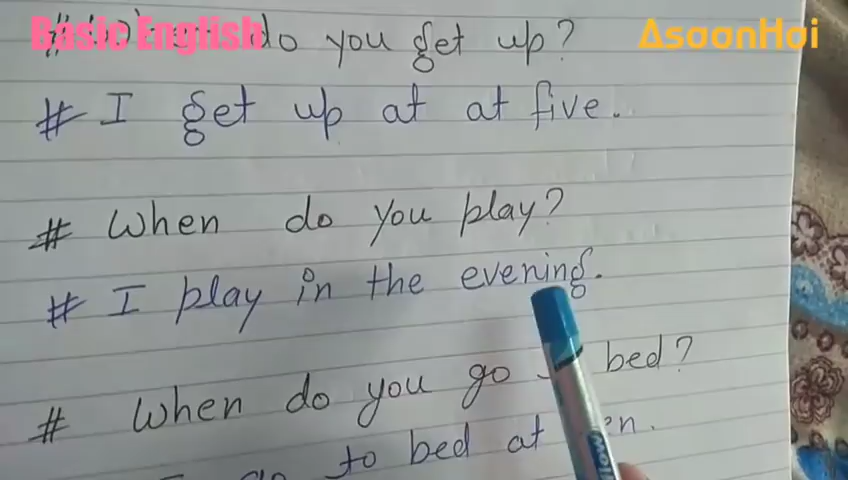 Basic English AsaanHai
# do you get up?
# I get up at at five.
# When do you play?
# I play in the evening.
# When do you go bed?
go to bed at